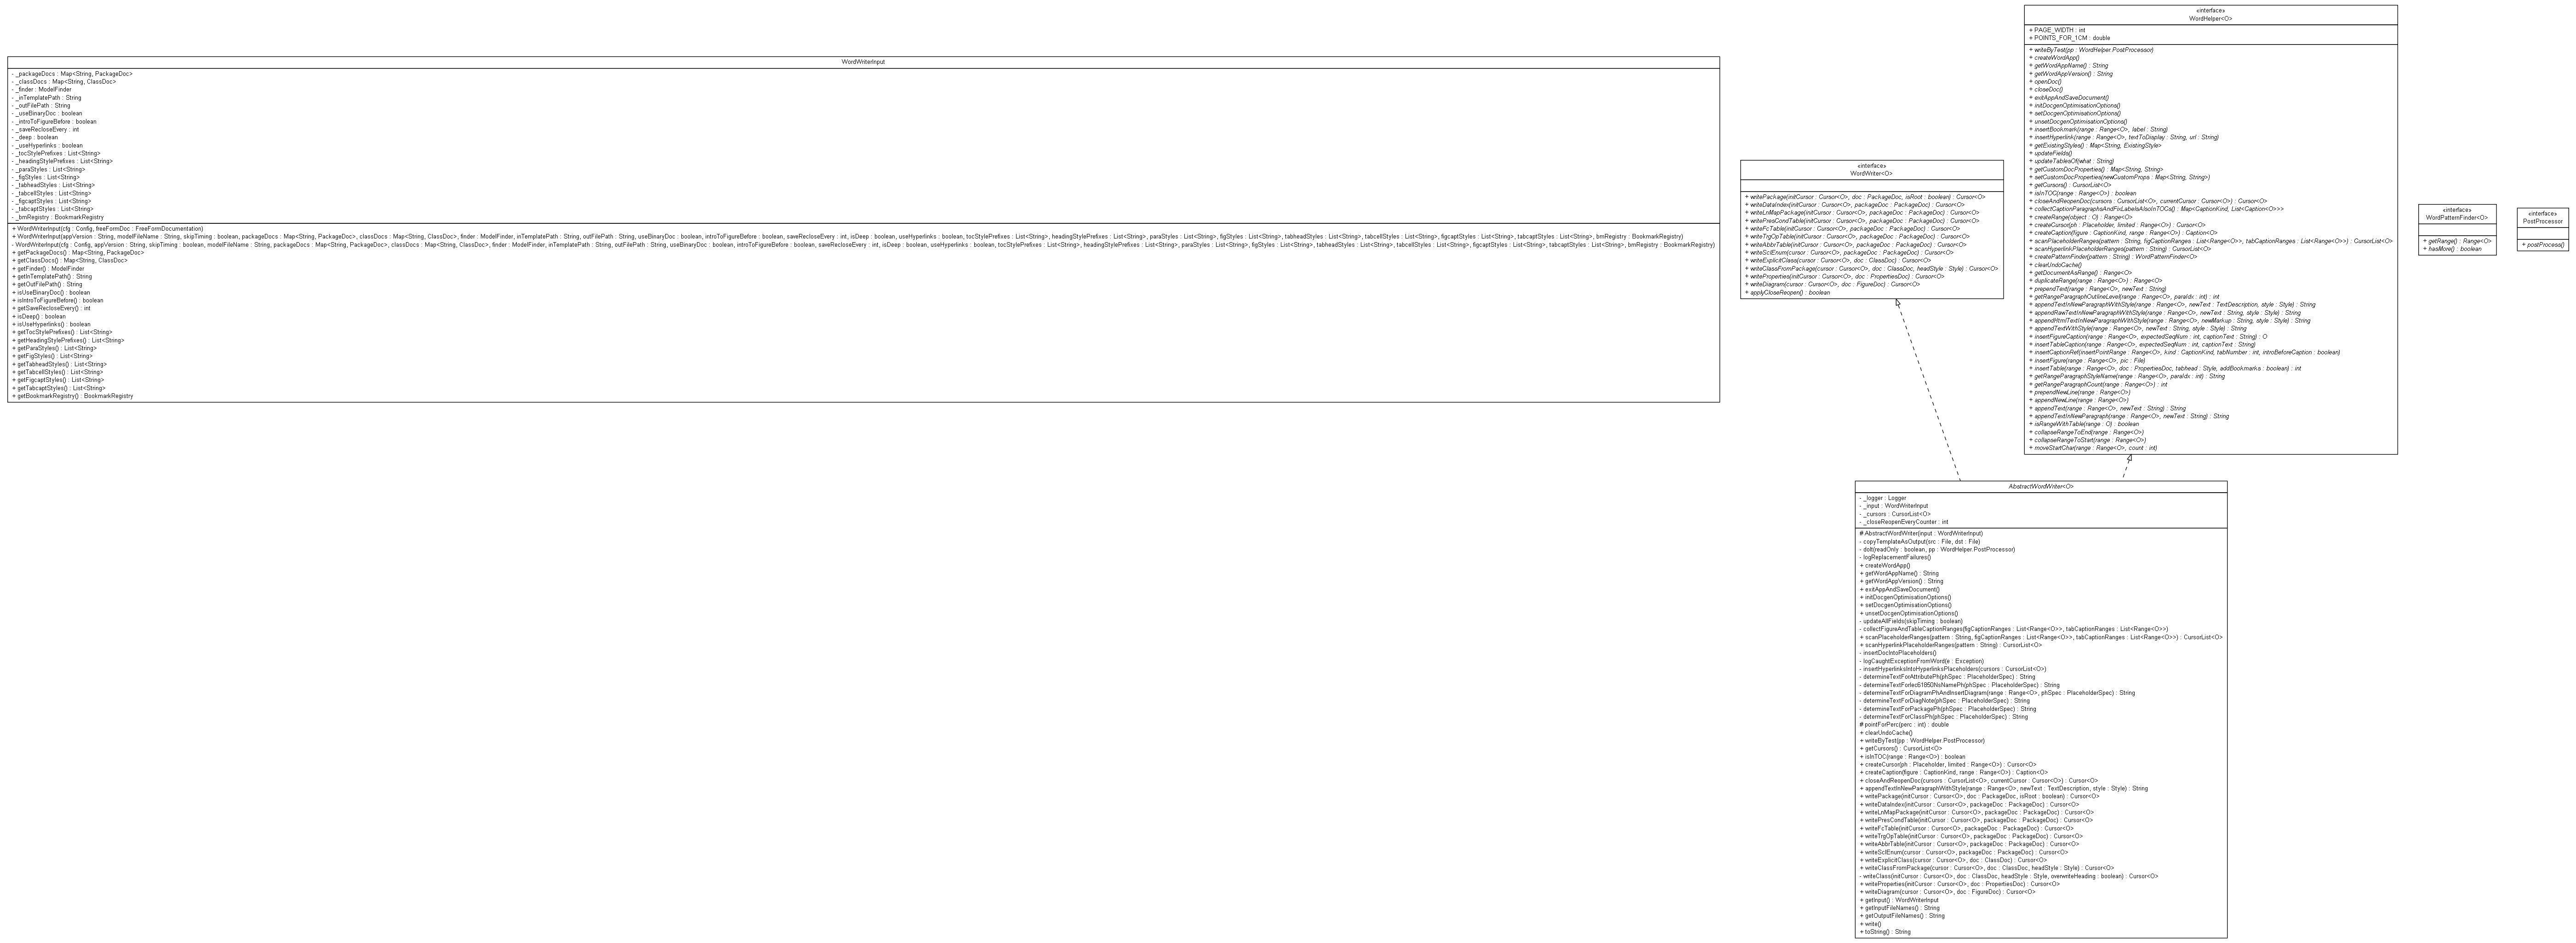 WordWriterInput
- _packageDocs : Map<String, PackageDoc>
- _classDocs : Map<String, ClassDoc>
- _finder : ModelFinder
- _inTemplatePath : String
- _outFilePath : String
- _useBinaryDoc : boolean
- _introToFigureBefore : boolean
- _saveRecloseEvery : int
- _deep : boolean
- _useHyperlinks : boolean
- _tocStylePrefixes : List<String>
- _headingStylePrefixes : List<String>
- _paraStyles : List<String>
- _figStyles : List<String>
- _tabheadStyles : List<String>
- _tabcellStyles : List<String>
- _figcaptStyles : List<String>
- _tabcaptStyles : List<String>
- _bmRegistry : BookmarkRegistry
+ WordWriterInput(cfg : Config, freeFormDoc : FreeFormDocumentation)
+ WordWriterInput(appVersion : String, modelFileName : String, skipTiming : boolean, packageDocs : Map<String, PackageDoc>, classDocs : Map<String, ClassDoc>, finder : ModelFinder, inTemplatePath : String, outFilePath : String, useBinaryDoc : boolean, introToFigureBefore : boolean, saveRecloseEvery : int, isDeep : boolean, useHyperlinks : boolean, tocStylePrefixes : List<String>, headingStylePrefixes : List<String>, paraStyles : List<String>, figStyles : List<String>, tabheadStyles : List<String>, tabcellStyles : List<String>, figcaptStyles : List<String>, tabcaptStyles : List<String>, bmRegistry : BookmarkRegistry)
- WordWriterInput(cfg : Config, appVersion : String, skipTiming : boolean, modelFileName : String, packageDocs : Map<String, PackageDoc>, classDocs : Map<String, ClassDoc>, finder : ModelFinder, inTemplatePath : String, outFilePath : String, useBinaryDoc : boolean, introToFigureBefore : boolean, saveRecloseEvery : int, isDeep : boolean, useHyperlinks : boolean, tocStylePrefixes : List<String>, headingStylePrefixes : List<String>, paraStyles : List<String>, figStyles : List<String>, tabheadStyles : List<String>, tabcellStyles : List<String>, figcaptStyles : List<String>, tabcaptStyles : List<String>, bmRegistry : BookmarkRegistry)
+ getPackageDocs() : Map<String, PackageDoc>
+ getClassDocs() : Map<String, ClassDoc>
+ getFinder() : ModelFinder
+ getInTemplatePath() : String
+ getOutFilePath() : String
+ isUseBinaryDoc() : boolean
+ isIntroToFigureBefore() : boolean
+ getSaveRecloseEvery() : int
+ isDeep() : boolean
+ isUseHyperlinks() : boolean
+ getTocStylePrefixes() : List<String>
+ getHeadingStylePrefixes() : List<String>
+ getParaStyles() : List<String>
+ getFigStyles() : List<String>
+ getTabheadStyles() : List<String>
+ getTabcellStyles() : List<String>
+ getFigcaptStyles() : List<String>
+ getTabcaptStyles() : List<String>
+ getBookmarkRegistry() : BookmarkRegistry
«interface»
WordWriter<O>
+ writePackage(initCursor : Cursor<O>, doc : PackageDoc, isRoot : boolean) : Cursor<O>
+ writeDataIndex(initCursor : Cursor<O>, packageDoc : PackageDoc) : Cursor<O>
+ writeLnMapPackage(initCursor : Cursor<O>, packageDoc : PackageDoc) : Cursor<O>
+ writePresCondTable(initCursor : Cursor<O>, packageDoc : PackageDoc) : Cursor<O>
+ writeFcTable(initCursor : Cursor<O>, packageDoc : PackageDoc) : Cursor<O>
+ writeTrgOpTable(initCursor : Cursor<O>, packageDoc : PackageDoc) : Cursor<O>
+ writeAbbrTable(initCursor : Cursor<O>, packageDoc : PackageDoc) : Cursor<O>
+ writeSclEnum(cursor : Cursor<O>, packageDoc : PackageDoc) : Cursor<O>
+ writeExplicitClass(cursor : Cursor<O>, doc : ClassDoc) : Cursor<O>
+ writeClassFromPackage(cursor : Cursor<O>, doc : ClassDoc, headStyle : Style) : Cursor<O>
+ writeProperties(initCursor : Cursor<O>, doc : PropertiesDoc) : Cursor<O>
+ writeDiagram(cursor : Cursor<O>, doc : FigureDoc) : Cursor<O>
+ applyCloseReopen() : boolean
«interface»
WordHelper<O>
+ PAGE_WIDTH : int
+ POINTS_FOR_1CM : double
+ writeByTest(pp : WordHelper.PostProcessor)
+ createWordApp()
+ getWordAppName() : String
+ getWordAppVersion() : String
+ openDoc()
+ closeDoc()
+ exitAppAndSaveDocument()
+ initDocgenOptimisationOptions()
+ setDocgenOptimisationOptions()
+ unsetDocgenOptimisationOptions()
+ insertBookmark(range : Range<O>, label : String)
+ insertHyperlink(range : Range<O>, textToDisplay : String, url : String)
+ getExistingStyles() : Map<String, ExistingStyle>
+ updateFields()
+ updateTablesOf(what : String)
+ getCustomDocProperties() : Map<String, String>
+ setCustomDocProperties(newCustomProps : Map<String, String>)
+ getCursors() : CursorList<O>
+ isInTOC(range : Range<O>) : boolean
+ closeAndReopenDoc(cursors : CursorList<O>, currentCursor : Cursor<O>) : Cursor<O>
+ collectCaptionParagraphsAndFixLabelsAlsoInTOCs() : Map<CaptionKind, List<Caption<O>>>
+ createRange(object : O) : Range<O>
+ createCursor(ph : Placeholder, limited : Range<O>) : Cursor<O>
+ createCaption(figure : CaptionKind, range : Range<O>) : Caption<O>
+ scanPlaceholderRanges(pattern : String, figCaptionRanges : List<Range<O>>, tabCaptionRanges : List<Range<O>>) : CursorList<O>
+ scanHyperlinkPlaceholderRanges(pattern : String) : CursorList<O>
+ createPatternFinder(pattern : String) : WordPatternFinder<O>
+ clearUndoCache()
+ getDocumentAsRange() : Range<O>
+ duplicateRange(range : Range<O>) : Range<O>
+ prependText(range : Range<O>, newText : String)
+ getRangeParagraphOutlineLevel(range : Range<O>, paraIdx : int) : int
+ appendTextInNewParagraphWithStyle(range : Range<O>, newText : TextDescription, style : Style) : String
+ appendRawTextInNewParagraphWithStyle(range : Range<O>, newText : String, style : Style) : String
+ appendHtmlTextInNewParagraphWithStyle(range : Range<O>, newMarkup : String, style : Style) : String
+ appendTextWithStyle(range : Range<O>, newText : String, style : Style) : String
+ insertFigureCaption(range : Range<O>, expectedSeqNum : int, captionText : String) : O
+ insertTableCaption(range : Range<O>, expectedSeqNum : int, captionText : String)
+ insertCaptionRef(insertPointRange : Range<O>, kind : CaptionKind, tabNumber : int, introBeforeCaption : boolean)
+ insertFigure(range : Range<O>, pic : File)
+ insertTable(range : Range<O>, doc : PropertiesDoc, tabhead : Style, addBookmarks : boolean) : int
+ getRangeParagraphStyleName(range : Range<O>, paraIdx : int) : String
+ getRangeParagraphCount(range : Range<O>) : int
+ prependNewLine(range : Range<O>)
+ appendNewLine(range : Range<O>)
+ appendText(range : Range<O>, newText : String) : String
+ appendTextInNewParagraph(range : Range<O>, newText : String) : String
+ isRangeWithTable(range : O) : boolean
+ collapseRangeToEnd(range : Range<O>)
+ collapseRangeToStart(range : Range<O>)
+ moveStartChar(range : Range<O>, count : int)
«interface»
WordPatternFinder<O>
+ getRange() : Range<O>
+ hasMore() : boolean
«interface»
PostProcessor
+ postProcess()
AbstractWordWriter<O>
- _logger : Logger
- _input : WordWriterInput
- _cursors : CursorList<O>
- _closeReopenEveryCounter : int
# AbstractWordWriter(input : WordWriterInput)
- copyTemplateAsOutput(src : File, dst : File)
- doIt(readOnly : boolean, pp : WordHelper.PostProcessor)
- logReplacementFailures()
+ createWordApp()
+ getWordAppName() : String
+ getWordAppVersion() : String
+ exitAppAndSaveDocument()
+ initDocgenOptimisationOptions()
+ setDocgenOptimisationOptions()
+ unsetDocgenOptimisationOptions()
- updateAllFields(skipTiming : boolean)
- collectFigureAndTableCaptionRanges(figCaptionRanges : List<Range<O>>, tabCaptionRanges : List<Range<O>>)
+ scanPlaceholderRanges(pattern : String, figCaptionRanges : List<Range<O>>, tabCaptionRanges : List<Range<O>>) : CursorList<O>
+ scanHyperlinkPlaceholderRanges(pattern : String) : CursorList<O>
- insertDocIntoPlaceholders()
- logCaughtExceptionFromWord(e : Exception)
- insertHyperlinksIntoHyperlinksPlaceholders(cursors : CursorList<O>)
- determineTextForAttributePh(phSpec : PlaceholderSpec) : String
- determineTextForIec61850NsNamePh(phSpec : PlaceholderSpec) : String
- determineTextForDiagramPhAndInsertDiagram(range : Range<O>, phSpec : PlaceholderSpec) : String
- determineTextForDiagNote(phSpec : PlaceholderSpec) : String
- determineTextForPackagePh(phSpec : PlaceholderSpec) : String
- determineTextForClassPh(phSpec : PlaceholderSpec) : String
# pointForPerc(perc : int) : double
+ clearUndoCache()
+ writeByTest(pp : WordHelper.PostProcessor)
+ getCursors() : CursorList<O>
+ isInTOC(range : Range<O>) : boolean
+ createCursor(ph : Placeholder, limited : Range<O>) : Cursor<O>
+ createCaption(figure : CaptionKind, range : Range<O>) : Caption<O>
+ closeAndReopenDoc(cursors : CursorList<O>, currentCursor : Cursor<O>) : Cursor<O>
+ appendTextInNewParagraphWithStyle(range : Range<O>, newText : TextDescription, style : Style) : String
+ writePackage(initCursor : Cursor<O>, doc : PackageDoc, isRoot : boolean) : Cursor<O>
+ writeDataIndex(initCursor : Cursor<O>, packageDoc : PackageDoc) : Cursor<O>
+ writeLnMapPackage(initCursor : Cursor<O>, packageDoc : PackageDoc) : Cursor<O>
+ writePresCondTable(initCursor : Cursor<O>, packageDoc : PackageDoc) : Cursor<O>
+ writeFcTable(initCursor : Cursor<O>, packageDoc : PackageDoc) : Cursor<O>
+ writeTrgOpTable(initCursor : Cursor<O>, packageDoc : PackageDoc) : Cursor<O>
+ writeAbbrTable(initCursor : Cursor<O>, packageDoc : PackageDoc) : Cursor<O>
+ writeSclEnum(cursor : Cursor<O>, packageDoc : PackageDoc) : Cursor<O>
+ writeExplicitClass(cursor : Cursor<O>, doc : ClassDoc) : Cursor<O>
+ writeClassFromPackage(cursor : Cursor<O>, doc : ClassDoc, headStyle : Style) : Cursor<O>
- writeClass(initCursor : Cursor<O>, doc : ClassDoc, headStyle : Style, overwriteHeading : boolean) : Cursor<O>
+ writeProperties(initCursor : Cursor<O>, doc : PropertiesDoc) : Cursor<O>
+ writeDiagram(cursor : Cursor<O>, doc : FigureDoc) : Cursor<O>
+ getInput() : WordWriterInput
+ getInputFileNames() : String
+ getOutputFileNames() : String
+ write()
+ toString() : String